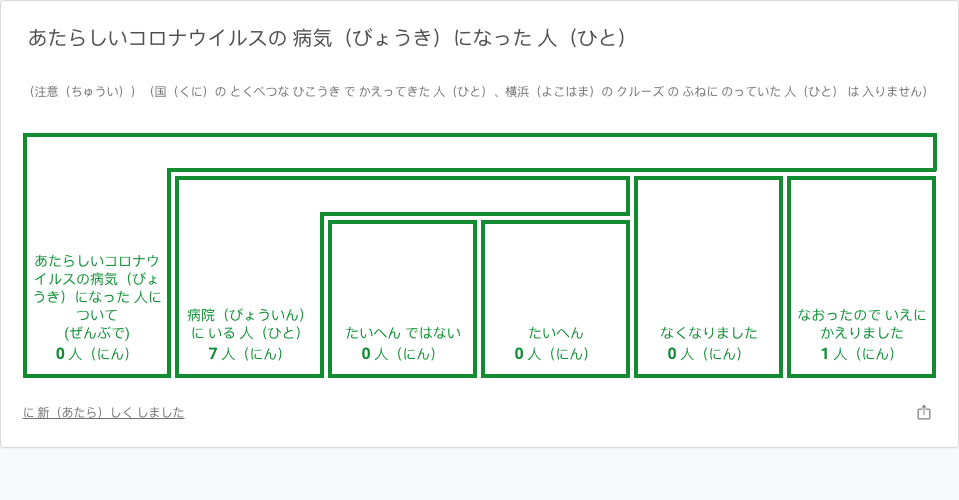 あたらしいコロナウイルスの 病気（びょうき）になった 人（ひと）
（注意（ちゅうい））（国（くに）の とくべつな ひこうき で かえってきた 人（ひと）、横浜（よこはま）の クルーズ の ふねに のっていた 人（ひと） は 入りません）
あたらしいコロナウ
イルスの病気（びょ
うき）になった 人に
ついて
(ぜんぶで)
0 人（にん）
病院（びょういん）
に いる 人（ひと）
7 人（にん）
たいへん ではない
0 人（にん）
たいへん
0 人（にん）
なくなりました
0 人（にん）
なおったので いえに
かえりました
1 人（にん）
に 新（あたら）しく しました